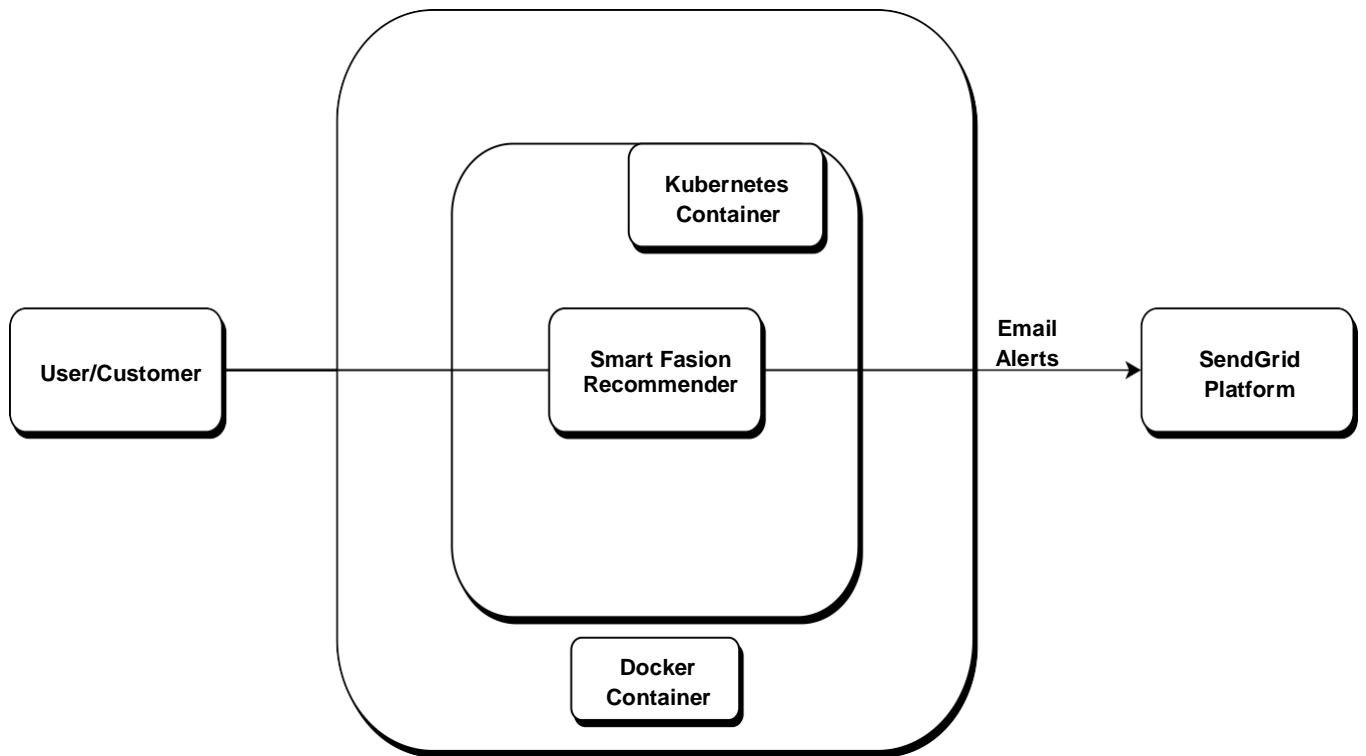 Kubernetes
Container
User/Customer
Smart Fasion
Recommender
Email
Alerts
SendGrid
Platform
Docker
Container